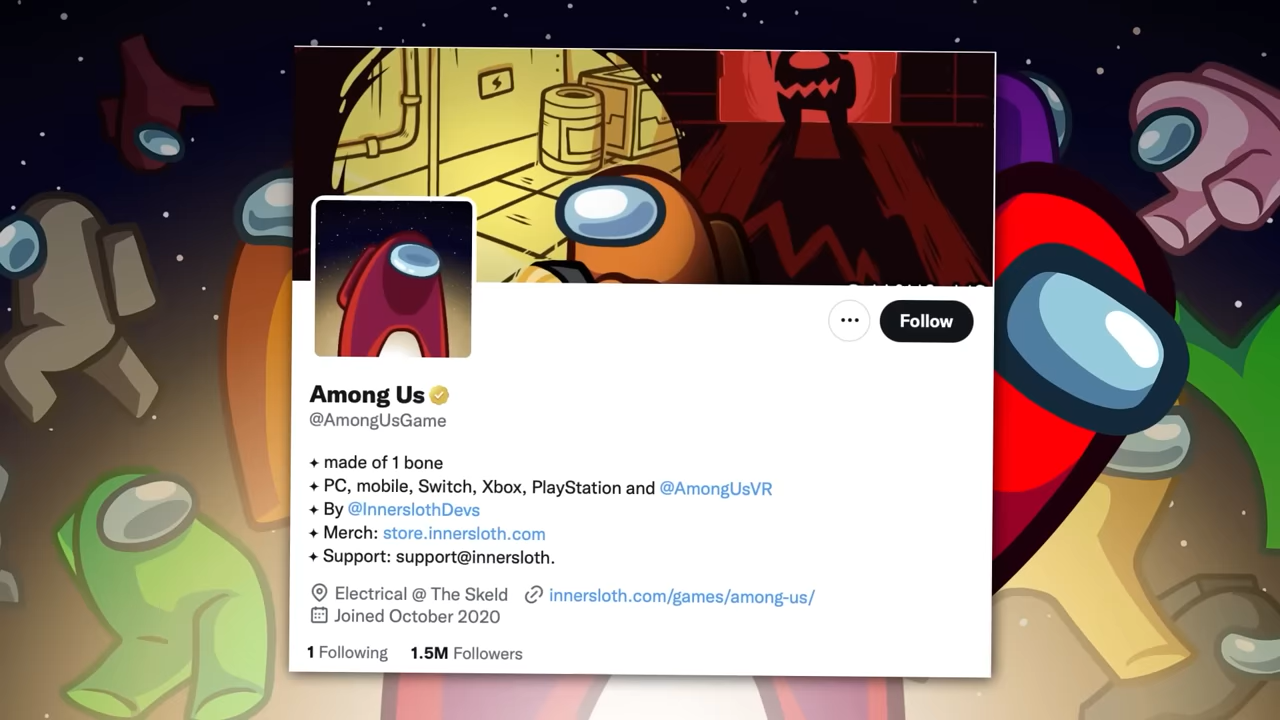 Follow
Among Us
@AmongUsGame
✦ made of 1 bone
✦ PC, mobile, Switch, Xbox, PlayStation and @AmongUsVR
✦ By @InnerslothDevs
✦ Merch: store.innersloth.com
✦ Support: support@innersloth.
Electrical @ The Skeld innersloth.com/games/among-us/
Joined October 2020
1 Following 1.5M Followers